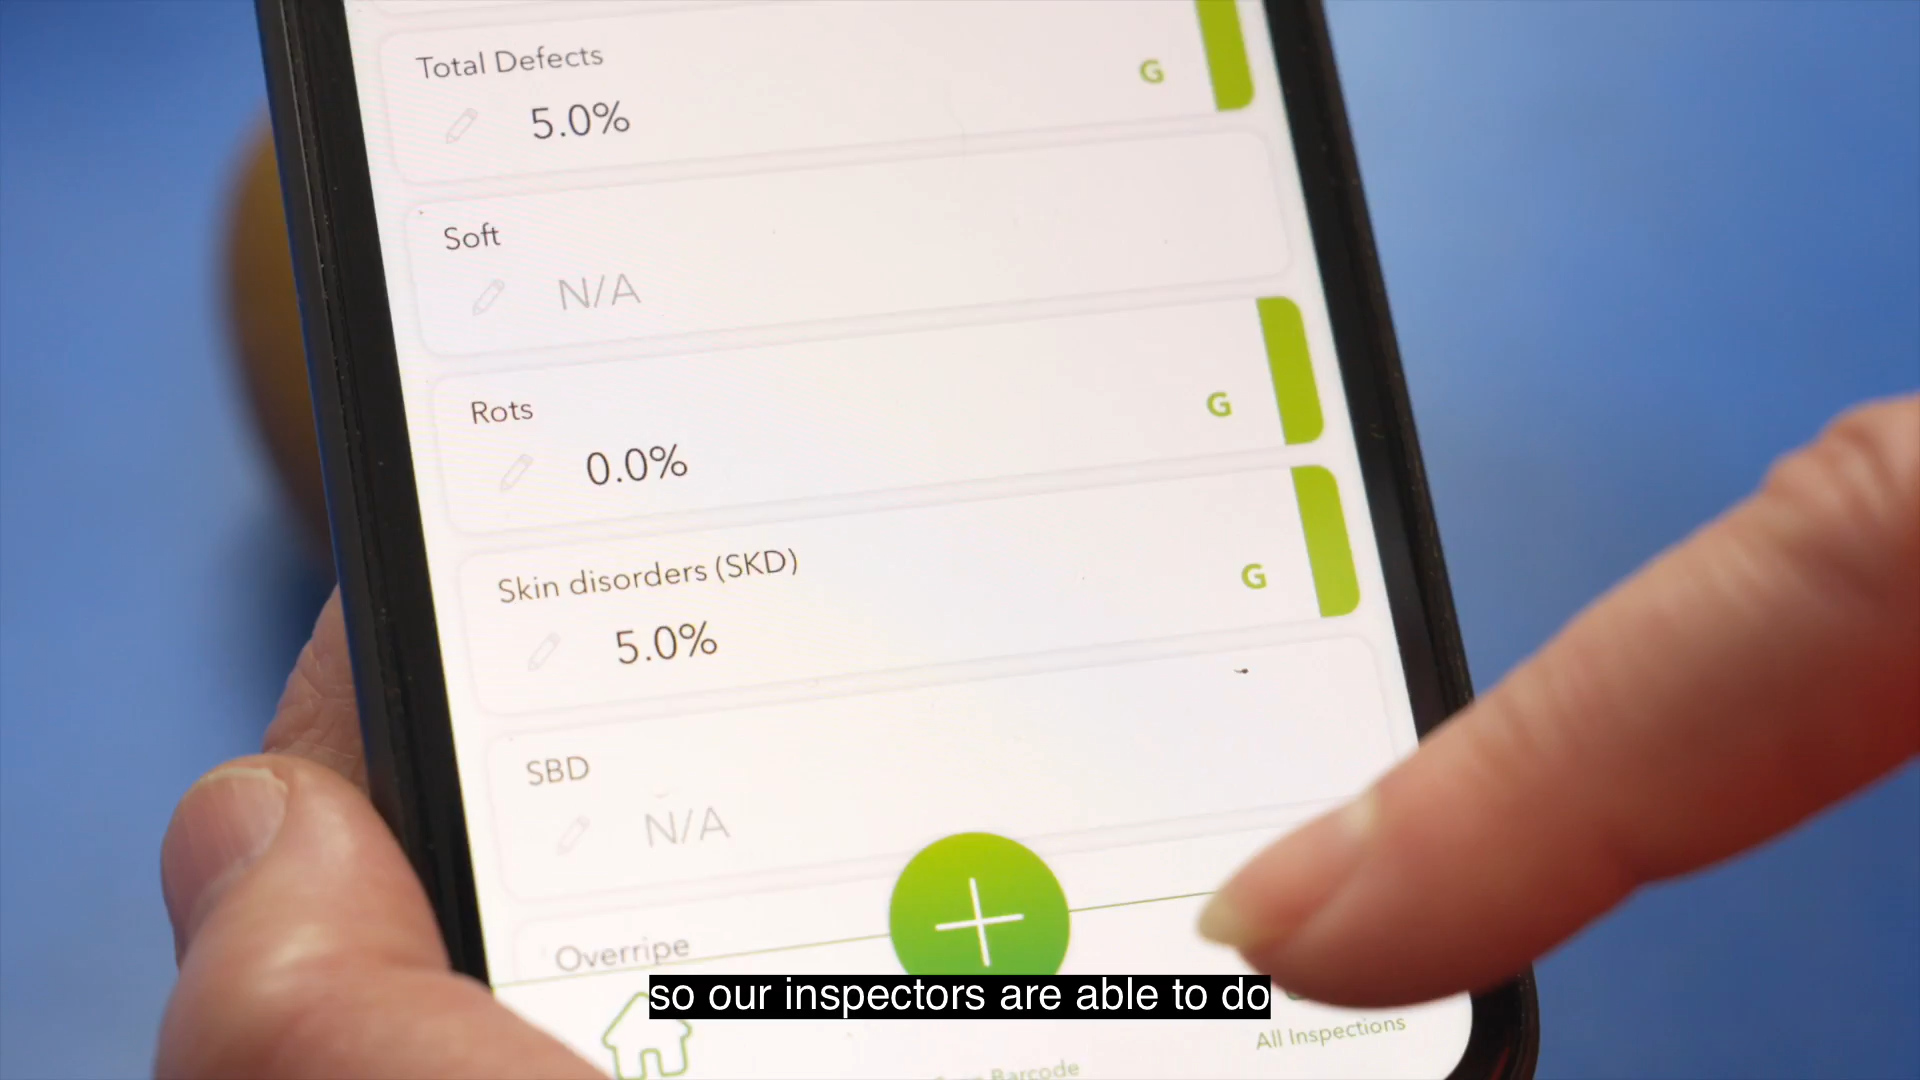 Total Defects
5.0%
G
Soft
N/A
Rots
0.0%
G
Skin disorders (SKD)
5.0%
G
SBD
N/A
Overripe
so our inspectors are able to do
All Inspections
Barcode